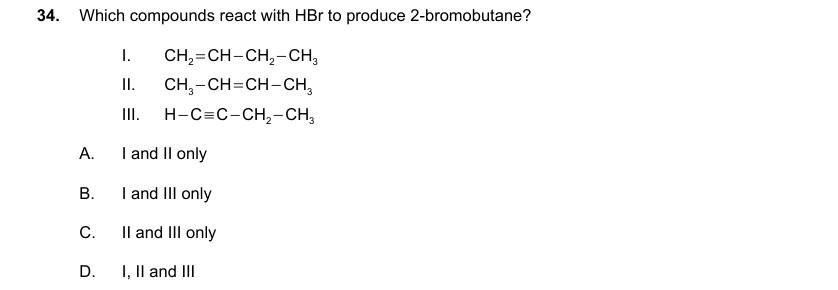 34. Which compounds react with HBr to produce 2-bromobutane?
I. CH₂=CH−CH₂−CH₃
II. CH₃−CH=CH−CH₃
III. H−C≡C−CH₂−CH₃
A. I and II only
B. I and III only
C. II and III only
D. I, II and III